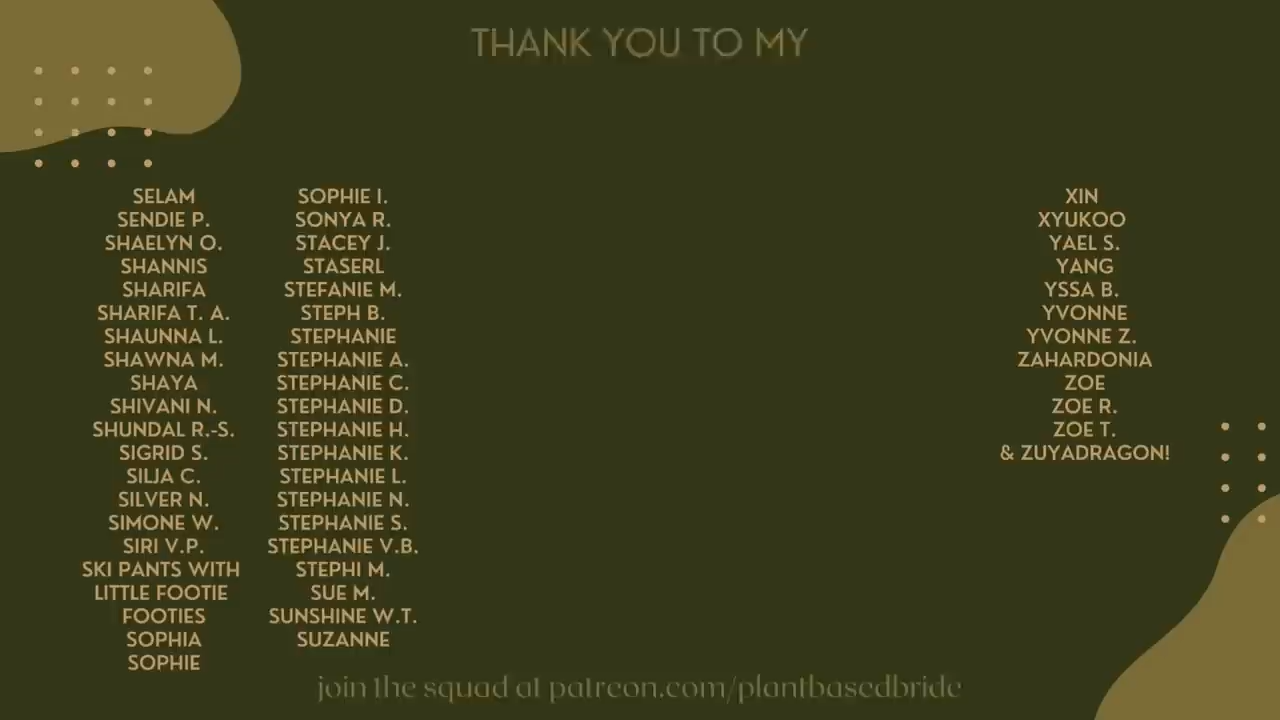 THANK YOU TO MY
SELAM
SENDIE P.
SHAELYN O.
SHANNIS
SHARIFA
SHARIFA T. A.
SHAUNNA L.
SHAWNA M.
SHAYA
SHIVANI N.
SHUNDAL R.-S.
SIGRID S.
SILJA C.
SILVER N.
SIMONE W.
SIRI V.P.
SKI PANTS WITH
LITTLE FOOTIE
FOOTIES
SOPHIA
SOPHIE
SOPHIE I.
SONYA R.
STACEY J.
STASERL
STEFANIE M.
STEPH B.
STEPHANIE
STEPHANIE A.
STEPHANIE C.
STEPHANIE D.
STEPHANIE H.
STEPHANIE K.
STEPHANIE L.
STEPHANIE N.
STEPHANIE S.
STEPHANIE V.B.
STEPHI M.
SUE M.
SUNSHINE W.T.
SUZANNE
XIN
XYUKOO
YAEL S.
YANG
YSSA B.
YVONNE
YVONNE Z.
ZAHARDONIA
ZOE
ZOE R.
ZOE T.
& ZUYADRAGON!
join the squad at patreon.com/plantbasedbride